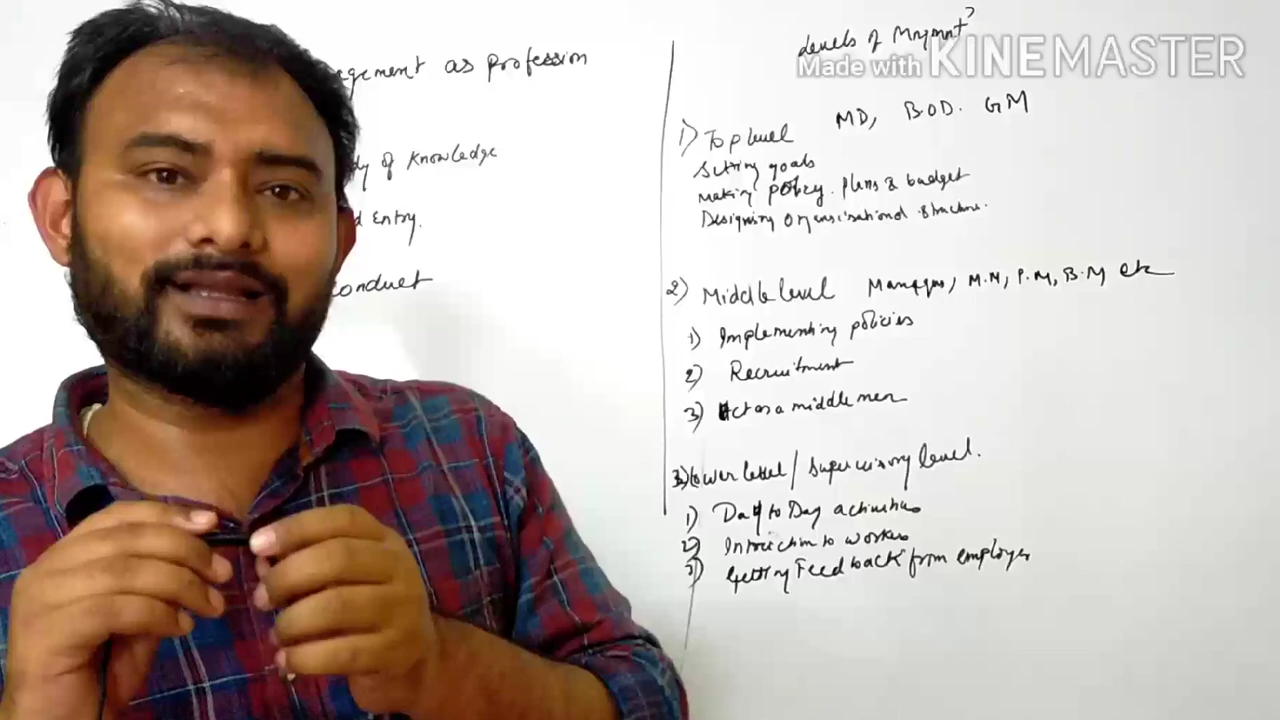 agement as profession
dy of Knowledge
d Entry.
conduct
Levels of Mngmnt?
Made with KINEMASTER
1) Top level MD, B.O.D. GM
Setting goals
Making policy. Plans & budget
Designing organisational structure.
2) Middle level Managers, M.M, P.M, B.M etc
1) Implementing policies
2) Recruitment
3) Act as a middle men
3) Lower level / Supervisory level.
1) Day to Day activities
2) to workers
3) Getting Feedback from employes